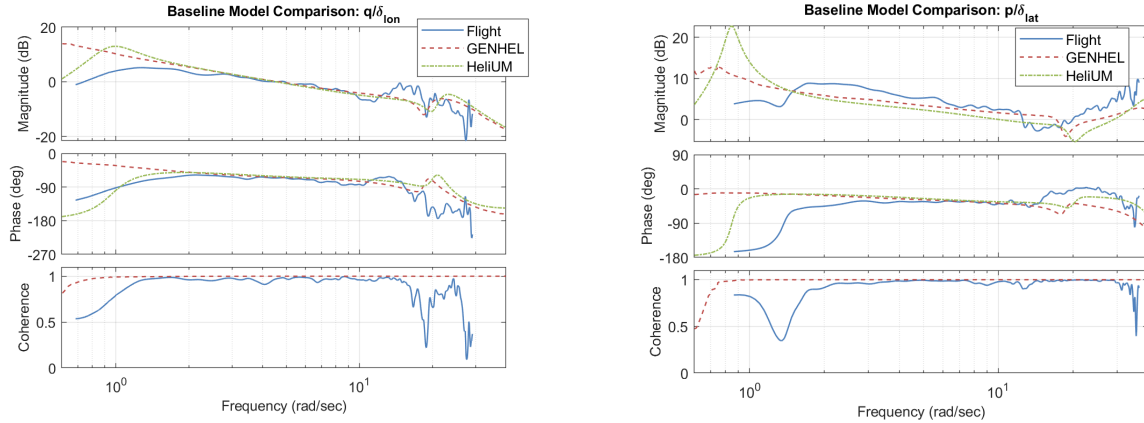 Baseline Model Comparison: q/δlon
Flight
GENHEL
HeliUM
Magnitude (dB)
20
0
-20
Phase (deg)
0
-90
-180
-270
Coherence
1
0.5
0
10^0
10^1
Frequency (rad/sec)
Baseline Model Comparison: p/δlat
Flight
GENHEL
HeliUM
Magnitude (dB)
20
10
0
Phase (deg)
90
0
-90
-180
Coherence
1
0.5
0
10^0
10^1
Frequency (rad/sec)